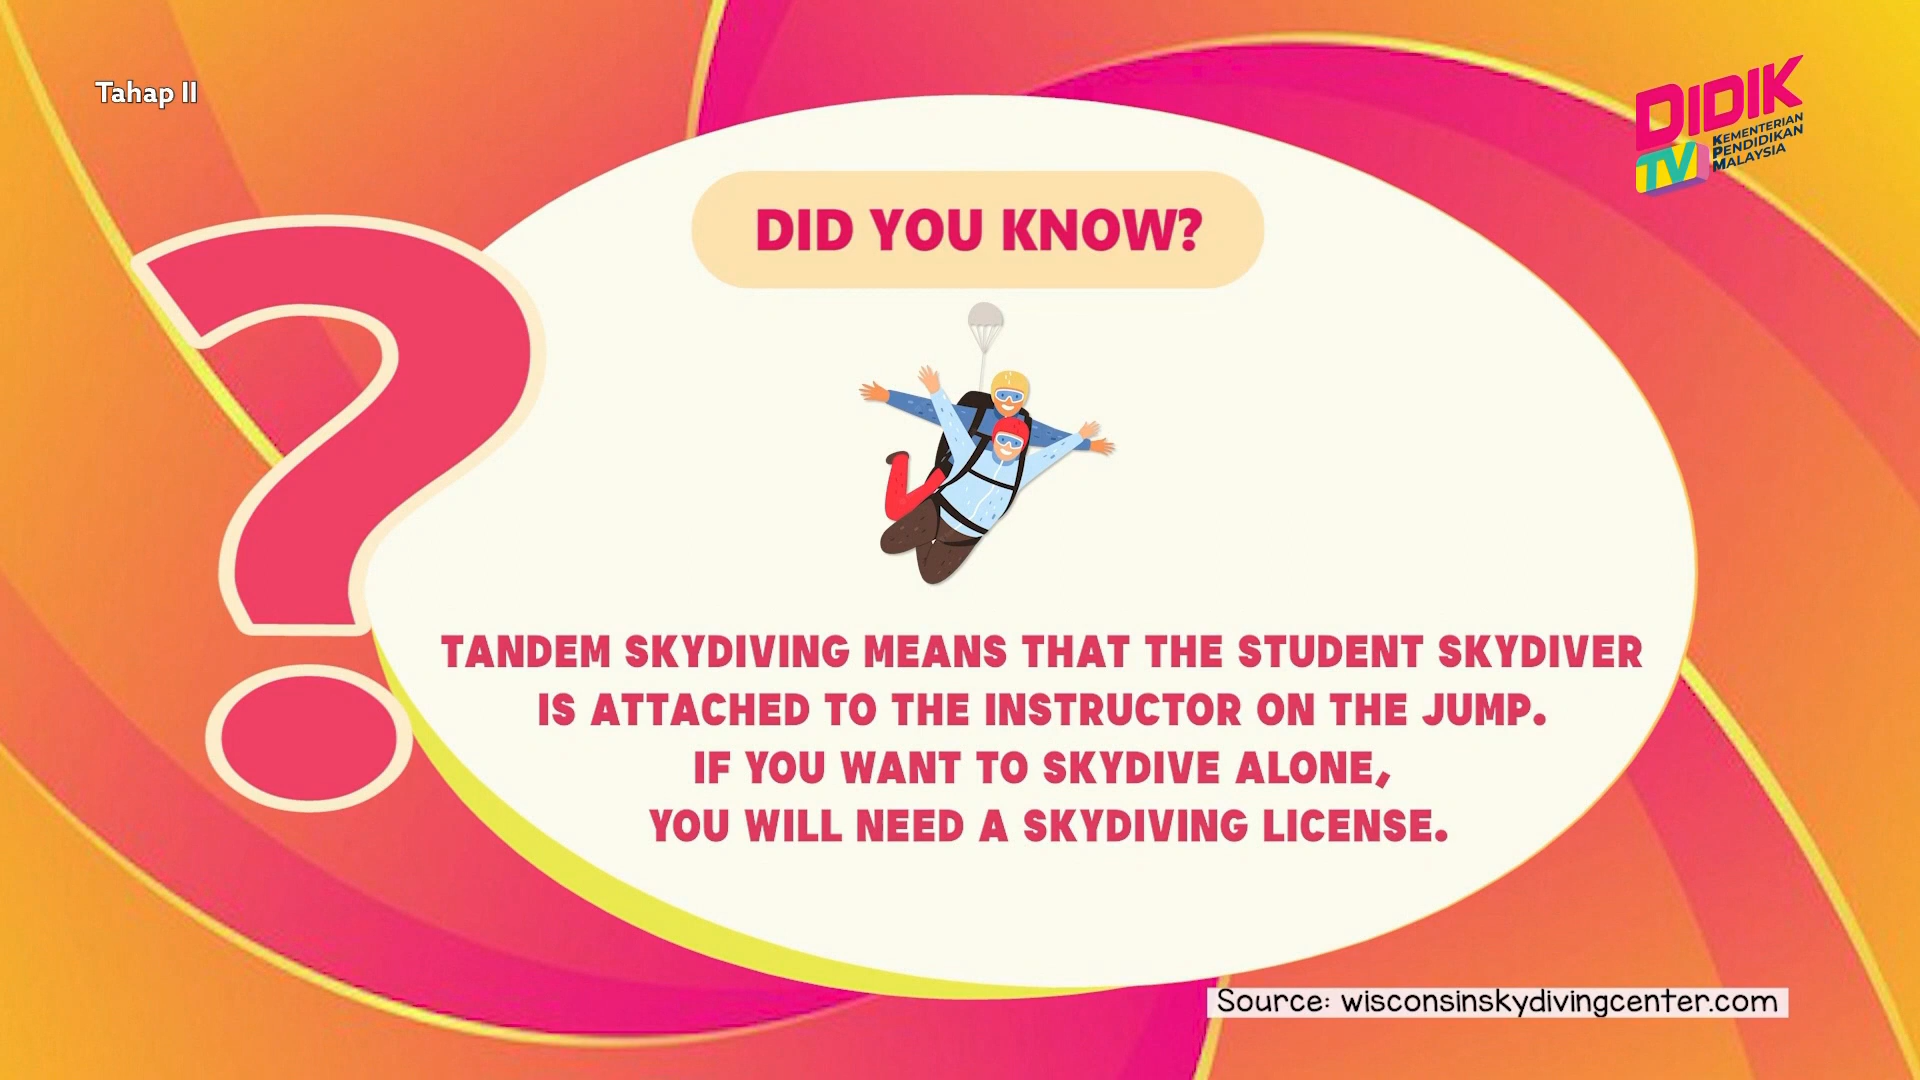 Tahap II
DIDIK
TV
KEMENTERIAN
PENDIDIKAN
MALAYSIA
DID YOU KNOW?
?
TANDEM SKYDIVING MEANS THAT THE STUDENT SKYDIVER
IS ATTACHED TO THE INSTRUCTOR ON THE JUMP.
IF YOU WANT TO SKYDIVE ALONE,
YOU WILL NEED A SKYDIVING LICENSE.
Source: wisconsinskydivingcenter.com